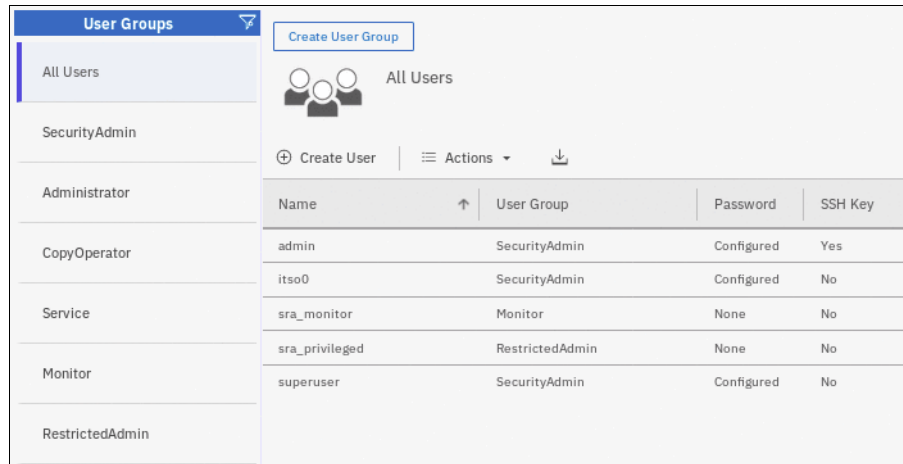 User Groups
All Users
SecurityAdmin
Administrator
CopyOperator
Service
Monitor
RestrictedAdmin
Create User Group
All Users
Create User Actions
Name User Group Password SSH Key
admin SecurityAdmin Configured Yes
itso0 SecurityAdmin Configured No
sra_monitor Monitor None No
sra_privileged RestrictedAdmin None No
superuser SecurityAdmin Configured No